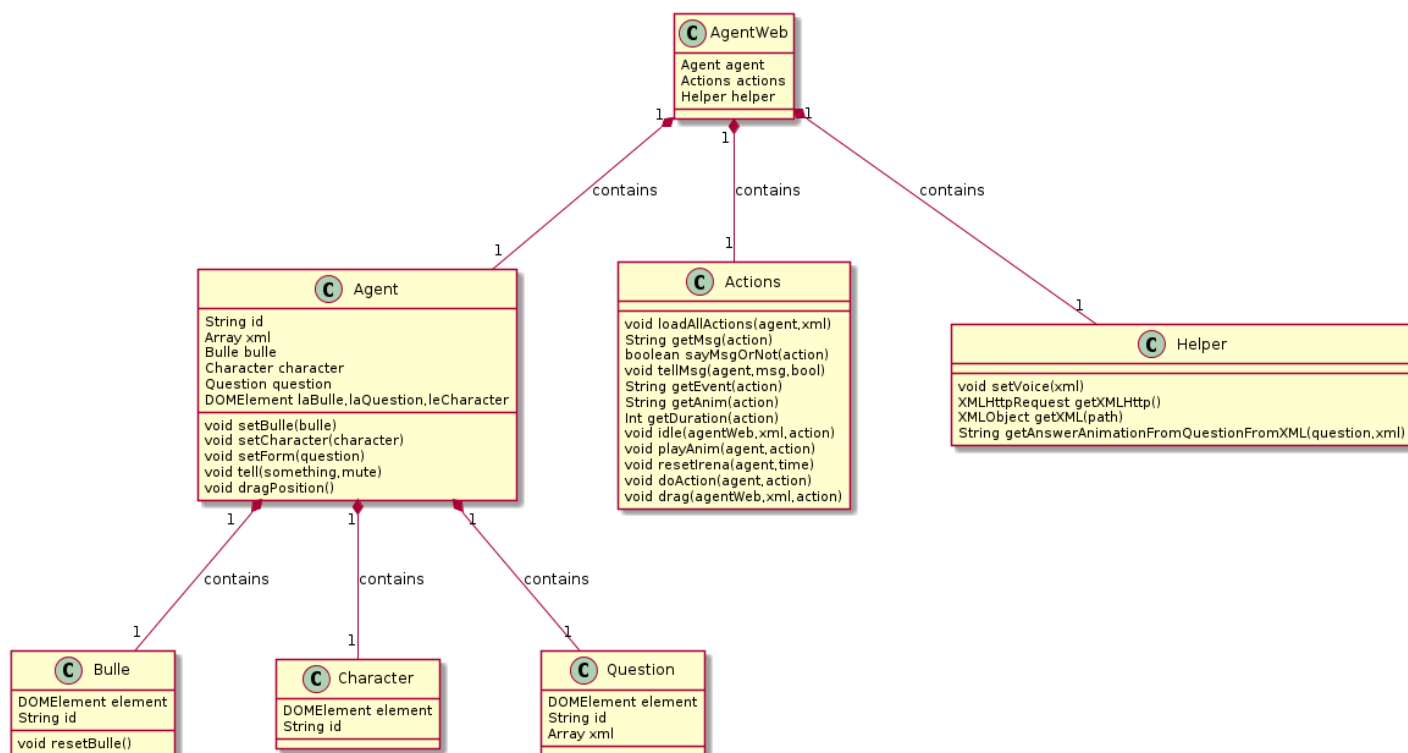 C AgentWeb
Agent agent
Actions actions
Helper helper
1
1
1
contains
contains
contains
1
1
1
C Agent
String id
Array xml
Bulle bulle
Character character
Question question
DOMElement laBulle,laQuestion,leCharacter
void setBulle(bulle)
void setCharacter(character)
void setForm(question)
void tell(something,mute)
void dragPosition()
C Actions
void loadAllActions(agent,xml)
String getMsg(action)
boolean sayMsgOrNot(action)
void tellMsg(agent,msg,bool)
String getEvent(action)
String getAnim(action)
Int getDuration(action)
void idle(agentWeb,xml,action)
void playAnim(agent,action)
void resetIrena(agent,time)
void doAction(agent,action)
void drag(agentWeb,xml,action)
C Helper
void setVoice(xml)
XMLHttpRequest getXMLHttp()
XMLObject getXML(path)
String getAnswerAnimationFromQuestionFromXML(question,xml)
1
1
1
contains
contains
contains
1
1
1
C Bulle
DOMElement element
String id
void resetBulle()
C Character
DOMElement element
String id
C Question
DOMElement element
String id
Array xml